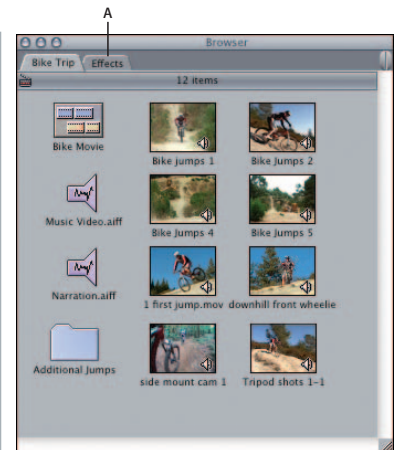 A
Browser
Bike Trip
Effects
12 items
Bike Movie
Bike jumps 1
Bike Jumps 2
Music Video.aiff
Bike Jumps 4
Bike Jumps 5
Narration.aiff
1 first jump.mov
downhill front wheelie
Additional Jumps
side mount cam 1
Tripod shots 1-1